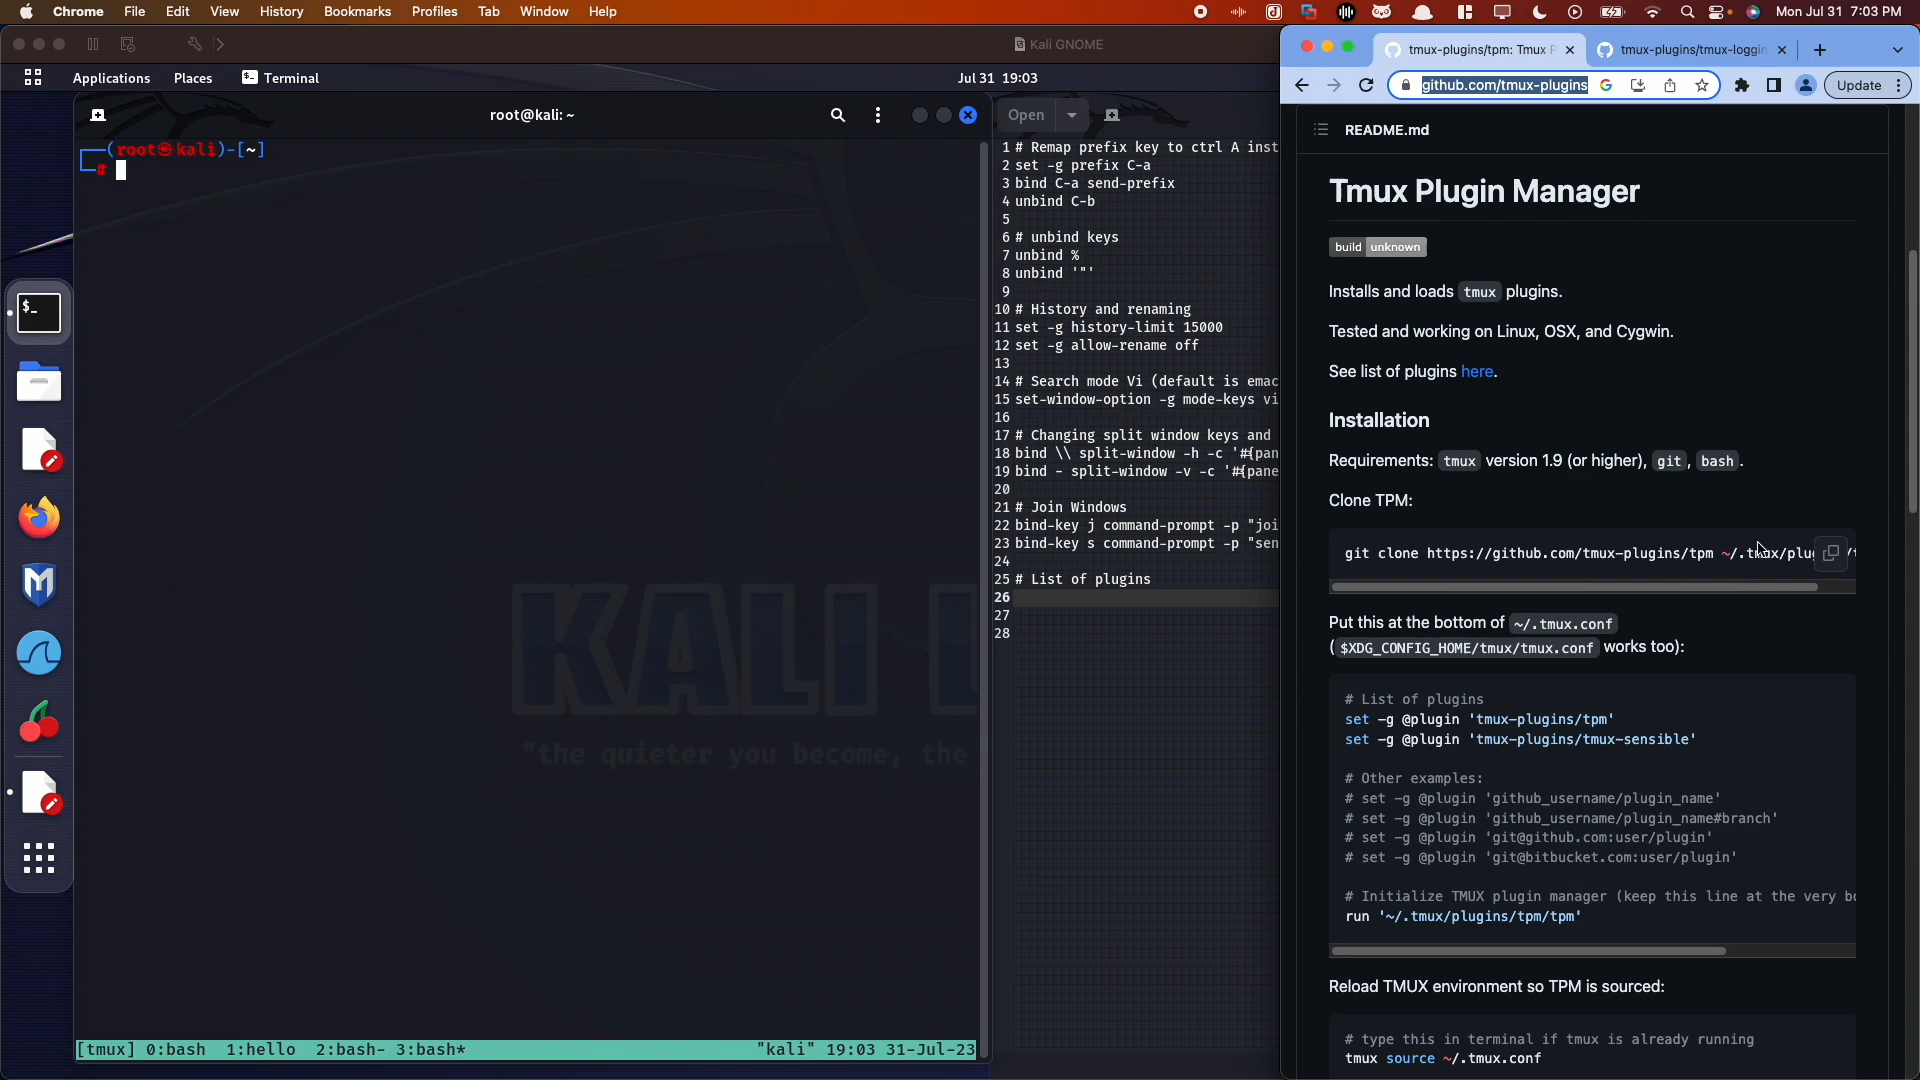 Chrome File Edit View History Bookmarks Profiles Tab Window Help
Mon Jul 31 7:03 PM
Kali GNOME
Applications Places Terminal
Jul 31 19:03
root@kali: ~
(root㉿kali)-[~]
#
[tmux] 0:bash 1:hello 2:bash- 3:bash* "kali" 19:03 31-Jul-23
KALI L
"the quieter you become, the
Open
1 # Remap prefix key to ctrl A inst
2 set -g prefix C-a
3 bind C-a send-prefix
4 unbind C-b
5
6 # unbind keys
7 unbind %
8 unbind '"'
9
10 # History and renaming
11 set -g history-limit 15000
12 set -g allow-rename off
13
14 # Search mode Vi (default is emac
15 set-window-option -g mode-keys vi
16
17 # Changing split window keys and
18 bind \\ split-window -h -c '#{pan
19 bind - split-window -v -c '#{pane
20
21 # Join Windows
22 bind-key j command-prompt -p "joi
23 bind-key s command-prompt -p "sen
24
25 # List of plugins
26
27
28
tmux-plugins/tpm: Tmux P
tmux-plugins/tmux-loggin
github.com/tmux-plugins
Update
README.md
Tmux Plugin Manager
build unknown
Installs and loads tmux plugins.
Tested and working on Linux, OSX, and Cygwin.
See list of plugins here.
Installation
Requirements: tmux version 1.9 (or higher), git, bash.
Clone TPM:
git clone https://github.com/tmux-plugins/tpm ~/.tmux/plu
Put this at the bottom of ~/.tmux.conf
( $XDG_CONFIG_HOME/tmux/tmux.conf works too):
# List of plugins
set -g @plugin 'tmux-plugins/tpm'
set -g @plugin 'tmux-plugins/tmux-sensible'
# Other examples:
# set -g @plugin 'github_username/plugin_name'
# set -g @plugin 'github_username/plugin_name#branch'
# set -g @plugin 'git@github.com:user/plugin'
# set -g @plugin 'git@bitbucket.com:user/plugin'
# Initialize TMUX plugin manager (keep this line at the very bo
run '~/.tmux/plugins/tpm/tpm'
Reload TMUX environment so TPM is sourced:
# type this in terminal if tmux is already running
tmux source ~/.tmux.conf